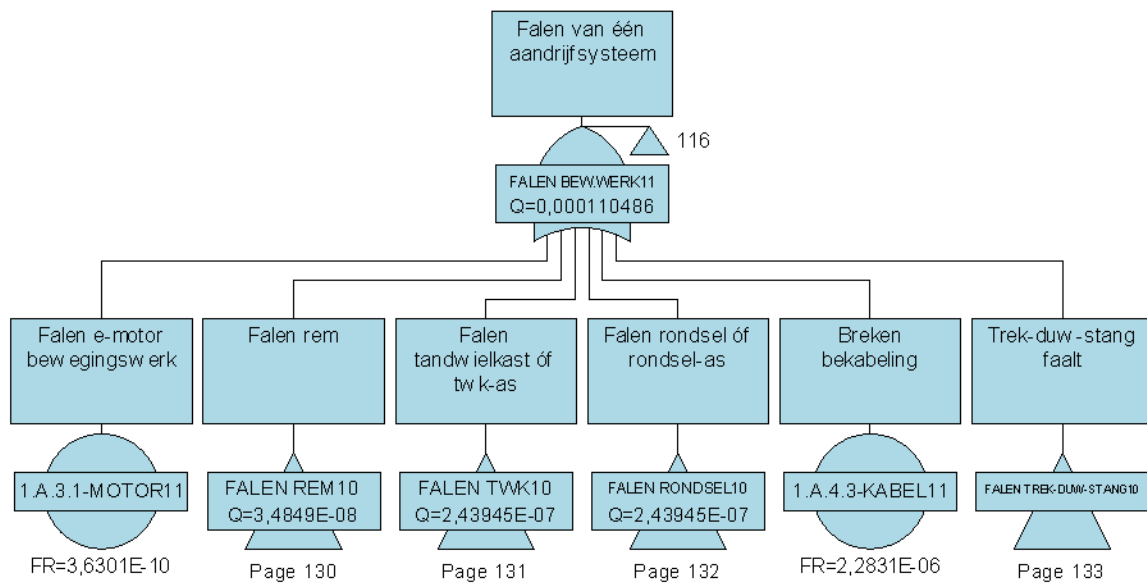 Falen van één
aandrijfsysteem
116
FALEN BEW.WERK11
Q=0,000110486
Falen e-motor
bewegingswerk
Falen rem
Falen
tandwielkast óf
twk-as
Falen rondsel óf
rondsel-as
Breken
bekabeling
Trek-duw-stang
faalt
1.A.3.1-MOTOR11
FALEN REM10
Q=3,4849E-08
FALEN TWK10
Q=2,43945E-07
FALEN RONDSEL10
Q=2,43945E-07
1.A.4.3-KABEL11
FALEN TREK-DUW-STANG10
FR=3,6301E-10
Page 130
Page 131
Page 132
FR=2,2831E-06
Page 133